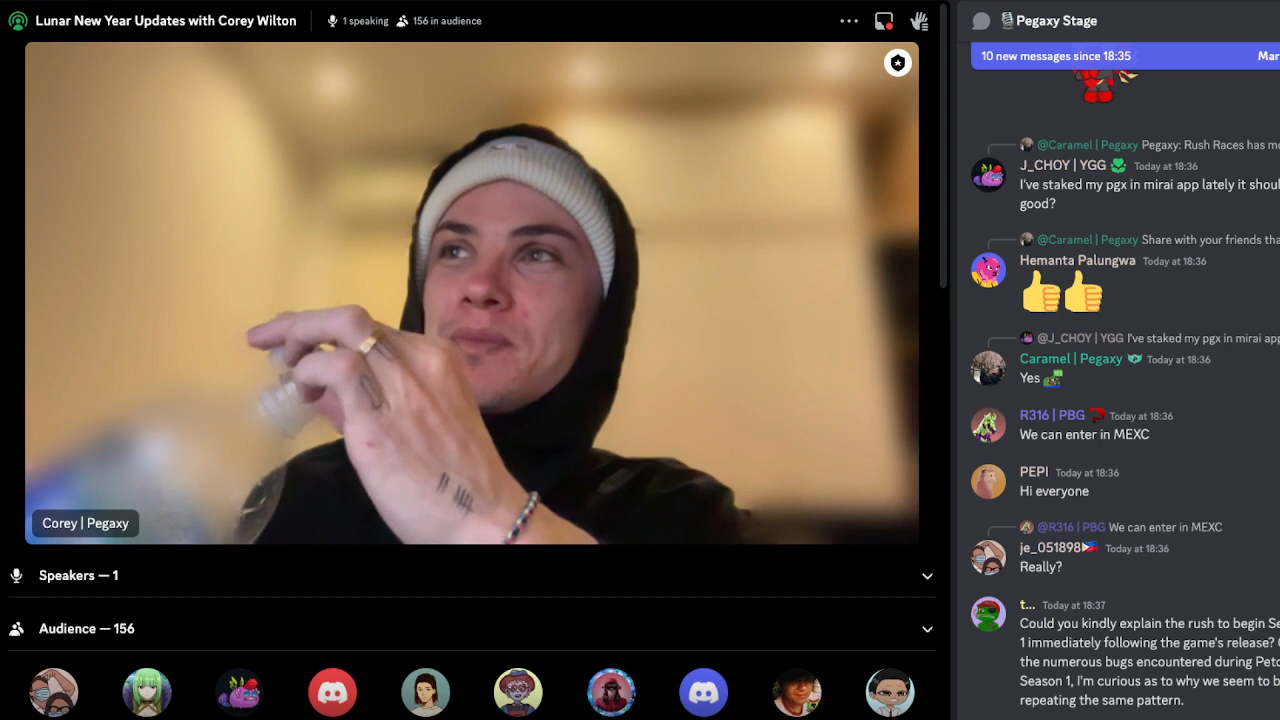 Lunar New Year Updates with Corey Wilton
1 speaking
156 in audience
Corey | Pegaxy
Speakers — 1
Audience — 156
Pegaxy Stage
10 new messages since 18:35
@Caramel | Pegaxy Pegaxy: Rush Races has
J_CHOY | YGG Today at 18:36
I've staked my pgx in mirai app lately it
good?
@Caramel | Pegaxy Share with your friends
Hemanta Palungwa Today at 18:36
@J_CHOY | YGG I've staked my pgx in mirai
Caramel | Pegaxy Today at 18:36
Yes
R316 | PBG Today at 18:36
We can enter in MEXC
PEPI Today at 18:36
Hi everyone
@R316 | PBG We can enter in MEXC
je_051898 Today at 18:36
Really?
t... Today at 18:37
Could you kindly explain the rush to begin
1 immediately following the game's release?
the numerous bugs encountered during
Season 1, I'm curious as to why we seem to
repeating the same pattern.